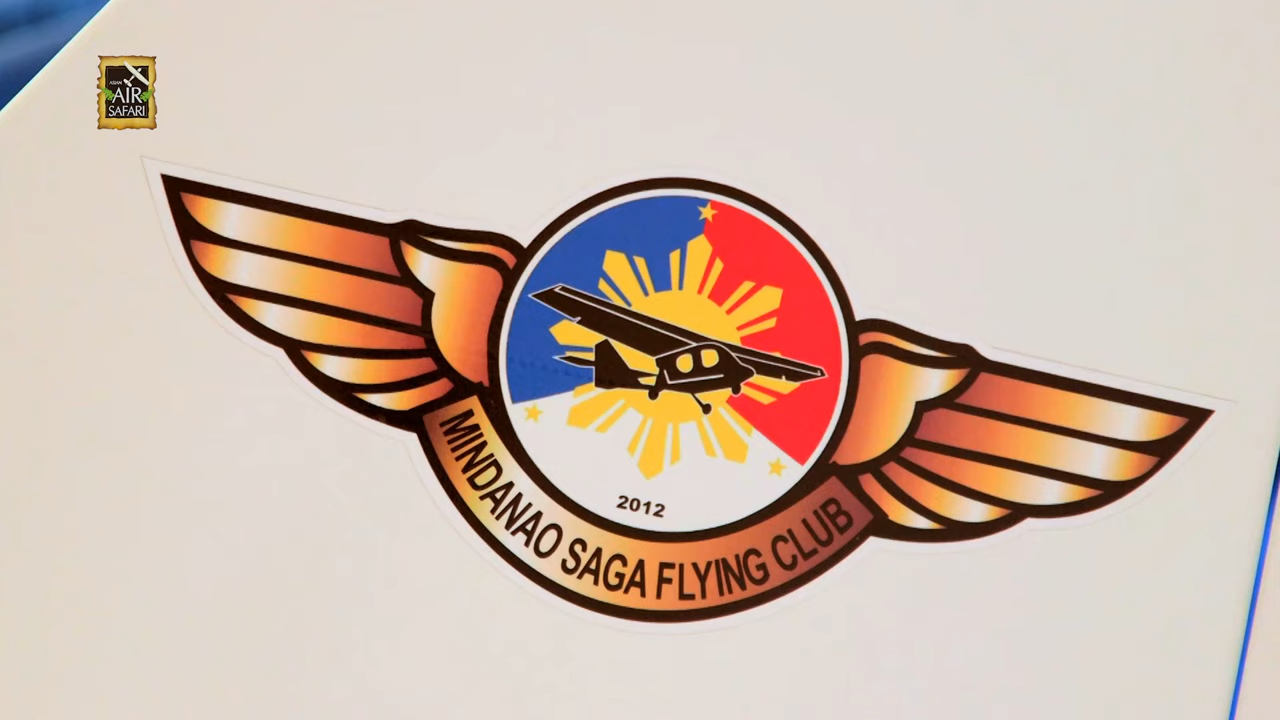 ASIAN
AIR
SAFARI
2012
MINDANAO SAGA FLYING CLUB